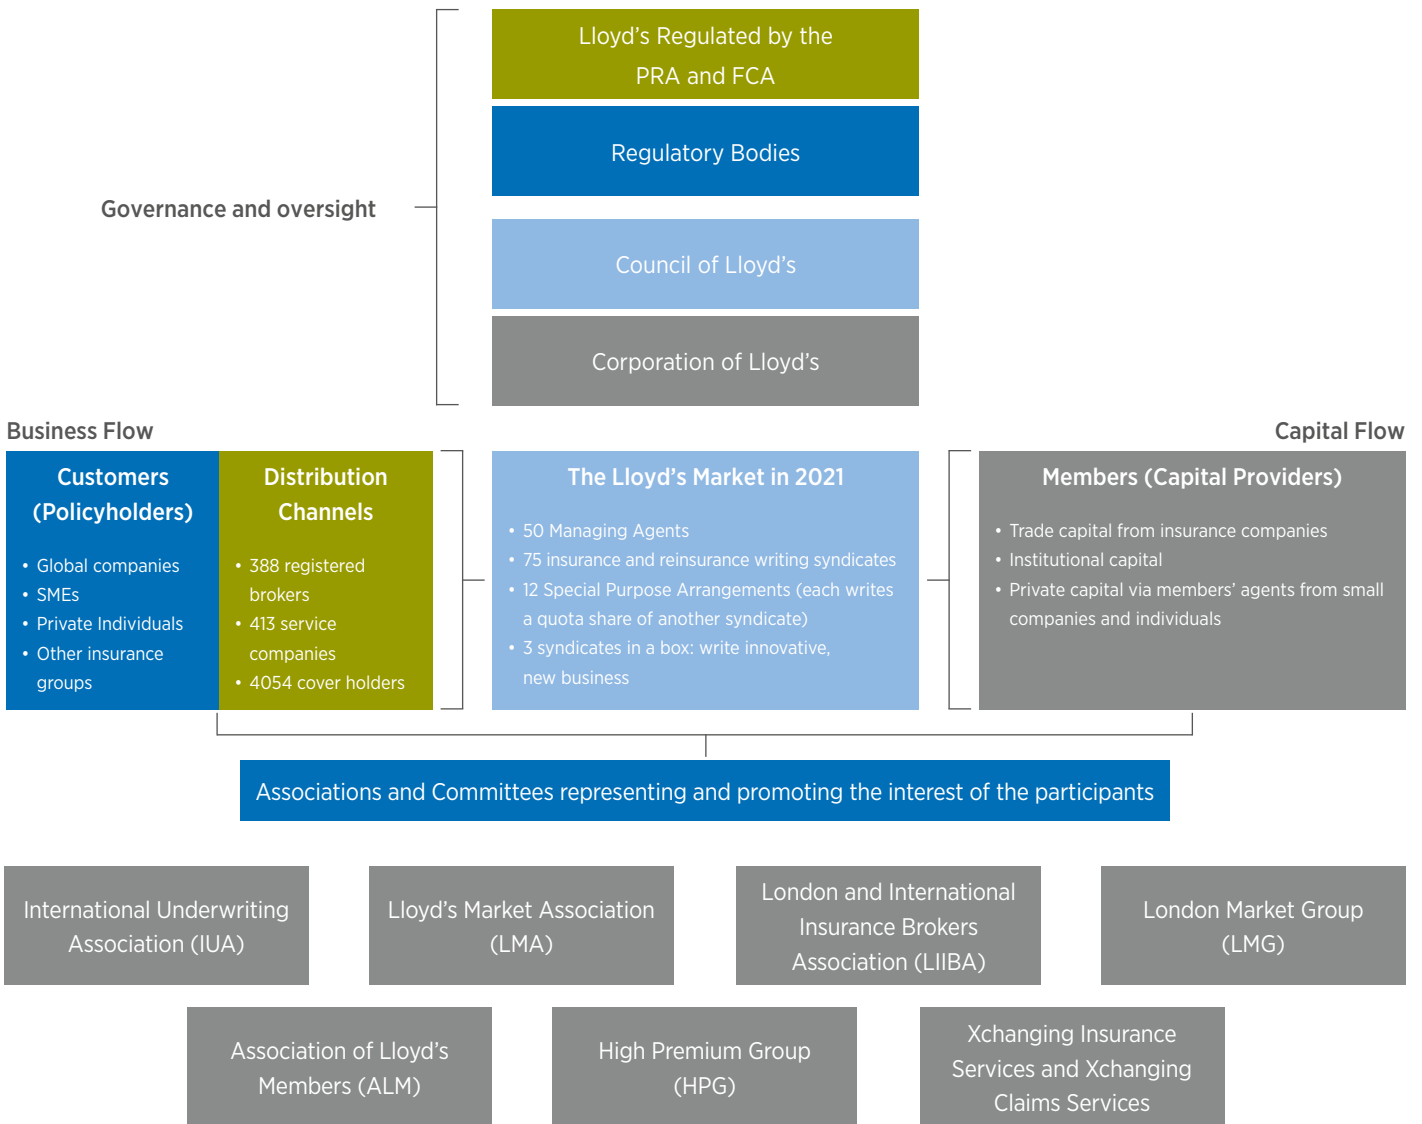 Lloyd's Regulated by the
PRA and FCA
Regulatory Bodies
Governance and oversight
Council of Lloyd's
Corporation of Lloyd's
Business Flow
Capital Flow
Customers
(Policyholders)
• Global companies
• SMEs
• Private Individuals
• Other insurance
groups
Distribution
Channels
• 388 registered
brokers
• 413 service
companies
• 4054 cover holders
The Lloyd's Market in 2021
• 50 Managing Agents
• 75 insurance and reinsurance writing syndicates
• 12 Special Purpose Arrangements (each writes
a quota share of another syndicate)
• 3 syndicates in a box: write innovative,
new business
Members (Capital Providers)
• Trade capital from insurance companies
• Institutional capital
• Private capital via members' agents from small
companies and individuals
Associations and Committees representing and promoting the interest of the participants
International Underwriting
Association (IUA)
Lloyd's Market Association
(LMA)
London and International
Insurance Brokers
Association (LIIBA)
London Market Group
(LMG)
Association of Lloyd's
Members (ALM)
High Premium Group
(HPG)
Xchanging Insurance
Services and Xchanging
Claims Services